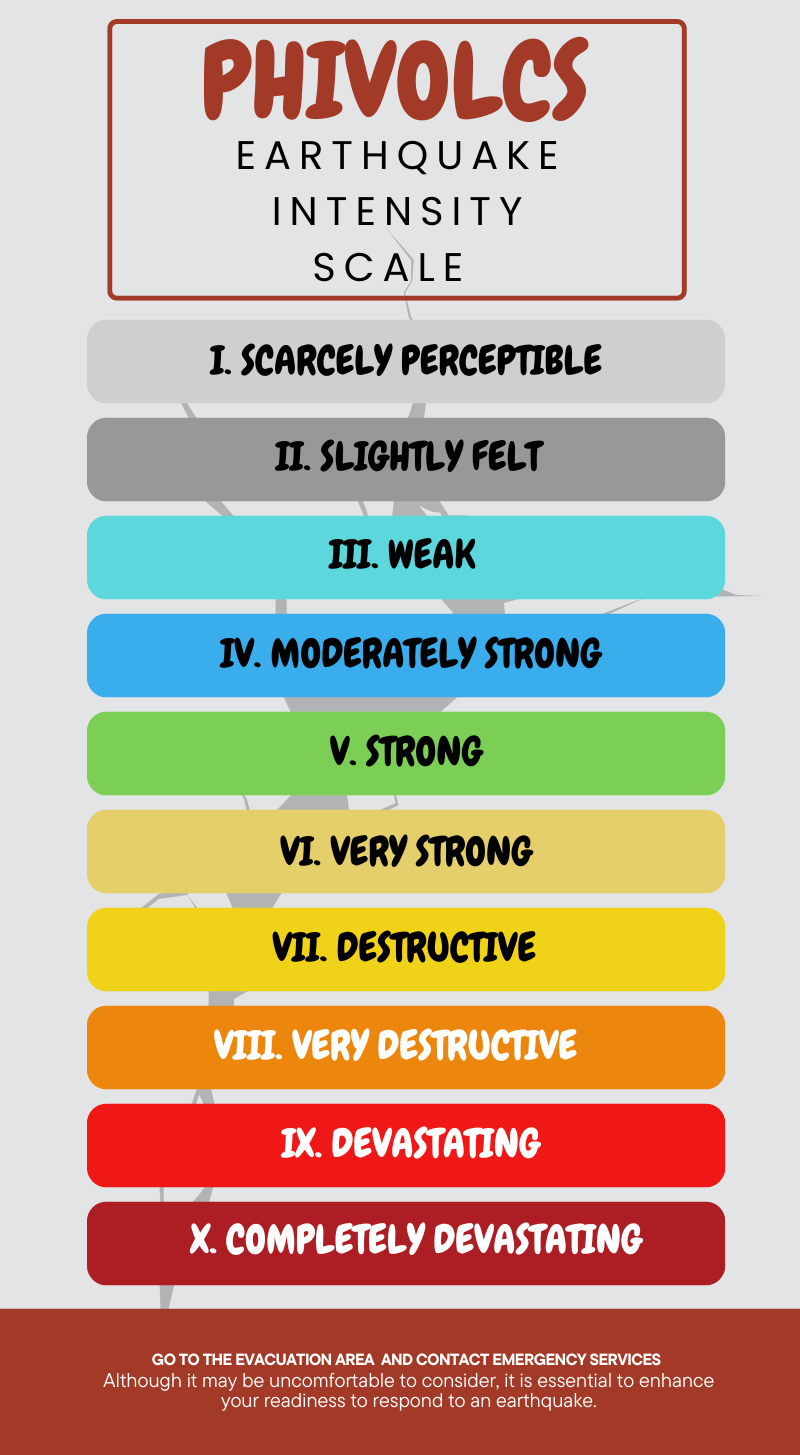 PHIVOLCS
EARTHQUAKE
INTENSITY
SCALE
I. SCARCELY PERCEPTIBLE
II. SLIGHTLY FELT
III. WEAK
IV. MODERATELY STRONG
V. STRONG
VI. VERY STRONG
VII. DESTRUCTIVE
VIII. VERY DESTRUCTIVE
IX. DEVASTATING
X. COMPLETELY DEVASTATING
GO TO THE EVACUATION AREA AND CONTACT EMERGENCY SERVICES
Although it may be uncomfortable to consider, it is essential to enhance
your readiness to respond to an earthquake.